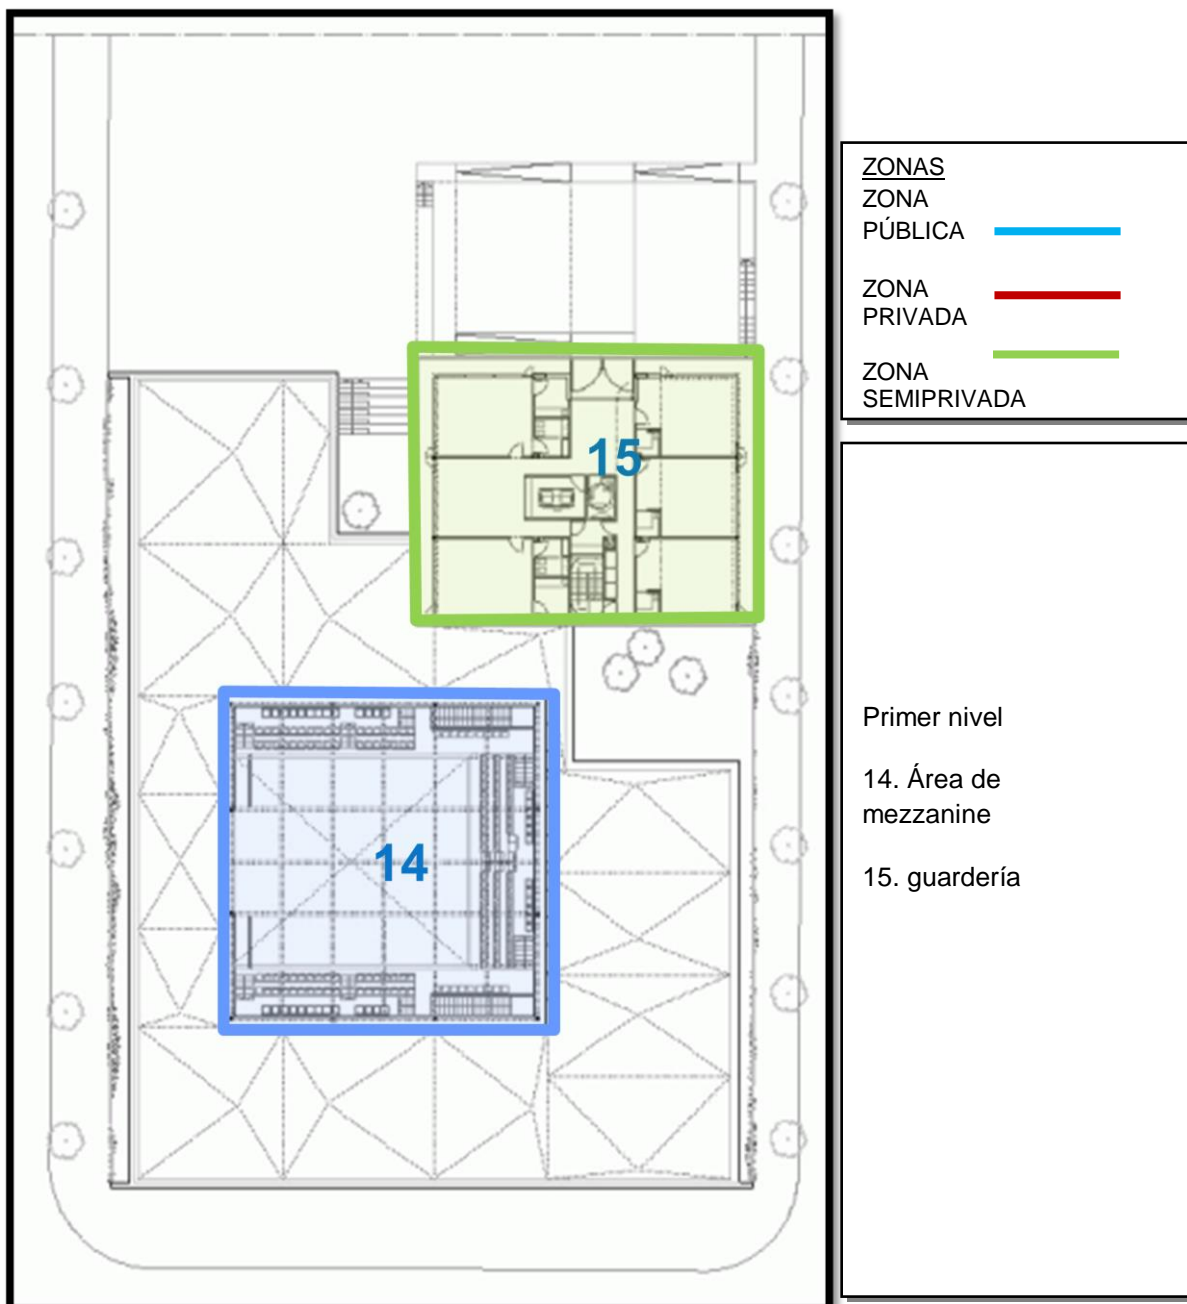 ZONAS
ZONA
PÚBLICA
ZONA
PRIVADA
ZONA
SEMIPRIVADA
15
14
Primer nivel
14. Área de
mezzanine
15. guardería